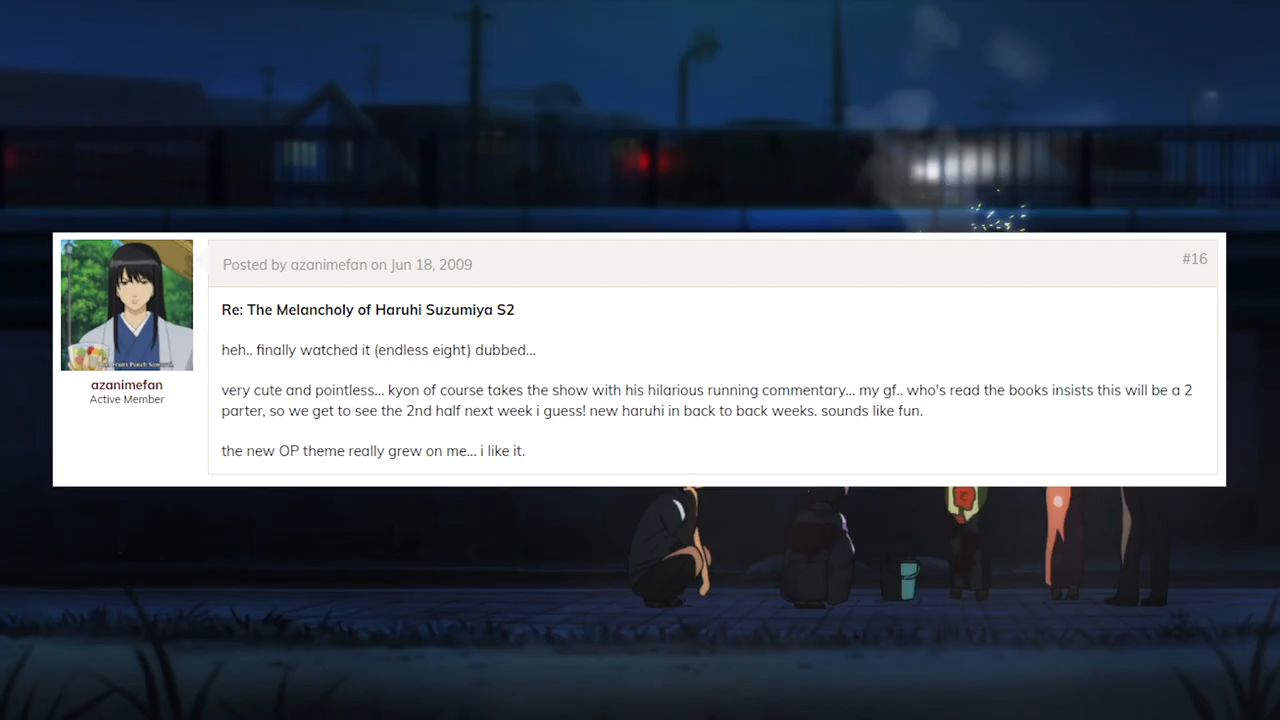 Posted by azanimefan on Jun 18, 2009
#16
Re: The Melancholy of Haruhi Suzumiya S2
heh.. finally watched it (endless eight) dubbed...
very cute and pointless... kyon of course takes the show with his hilarious running commentary... my gf.. who's read the books insists this will be a 2
parter, so we get to see the 2nd half next week i guess! new haruhi in back to back weeks. sounds like fun.
the new OP theme really grew on me... i like it.
Fruit Punch Samurai
azanimefan
Active Member